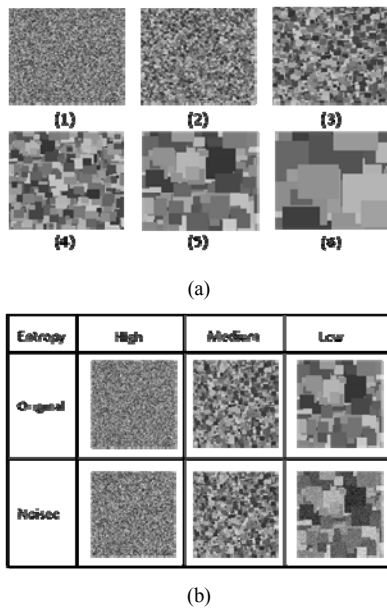 (1) (2) (3)
(4) (5) (6)
(a)
Entropy High Medium Low
Original
Noised
(b)